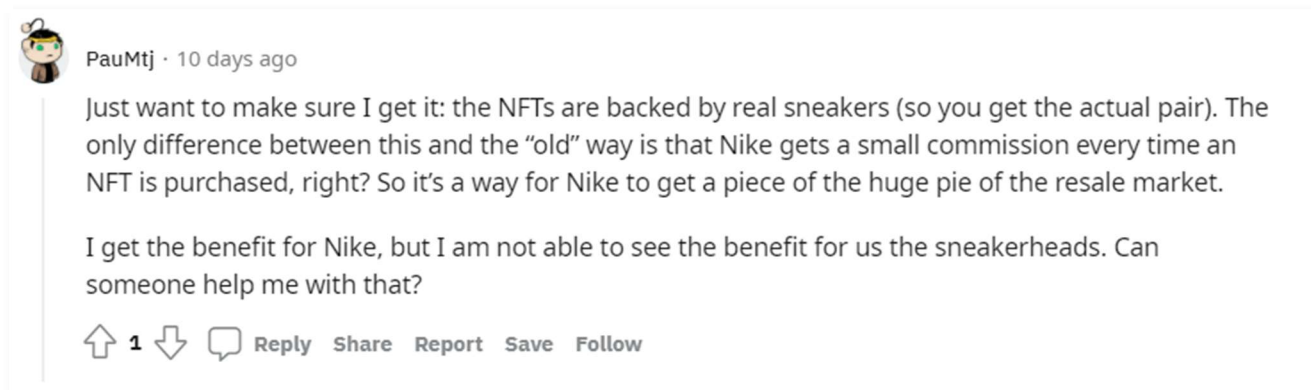 PauMtj · 10 days ago
Just want to make sure I get it: the NFTs are backed by real sneakers (so you get the actual pair). The
only difference between this and the “old” way is that Nike gets a small commission every time an
NFT is purchased, right? So it’s a way for Nike to get a piece of the huge pie of the resale market.
I get the benefit for Nike, but I am not able to see the benefit for us the sneakerheads. Can
someone help me with that?
1 Reply Share Report Save Follow